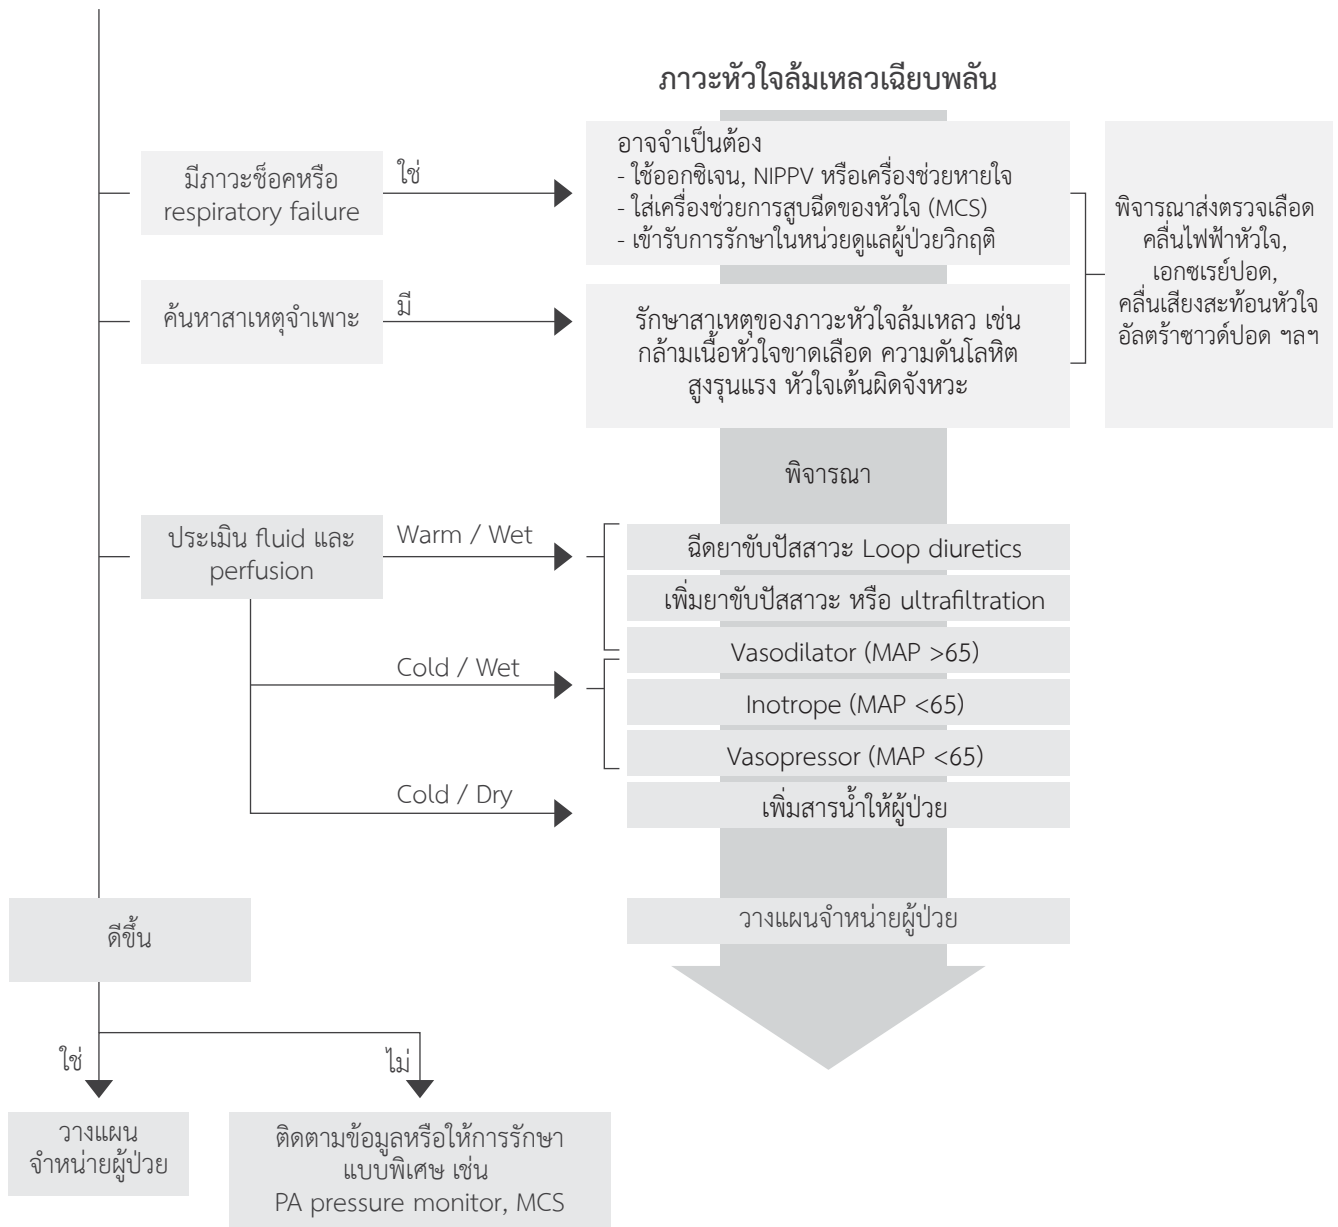 ภาวะหัวใจล้มเหลวเฉียบพลัน
มีภาวะช็อคหรือ
respiratory failure
ใช่
อาจจำเป็นต้อง
- ใช้ออกซิเจน, NIPPV หรือเครื่องช่วยหายใจ
- ใส่เครื่องช่วยการสูบฉีดของหัวใจ (MCS)
- เข้ารับการรักษาในหน่วยดูแลผู้ป่วยวิกฤติ
พิจารณาส่งตรวจเลือด
คลื่นไฟฟ้าหัวใจ,
เอกซเรย์ปอด,
คลื่นเสียงสะท้อนหัวใจ
อัลตร้าซาวด์ปอด ฯลฯ
ค้นหาสาเหตุจำเพาะ
มี
รักษาสาเหตุของภาวะหัวใจล้มเหลว เช่น
กล้ามเนื้อหัวใจขาดเลือด ความดันโลหิต
สูงรุนแรง หัวใจเต้นผิดจังหวะ
พิจารณา
ประเมิน fluid และ
perfusion
Warm / Wet
Cold / Wet
Cold / Dry
ฉีดยาขับปัสสาวะ Loop diuretics
เพิ่มยาขับปัสสาวะ หรือ ultrafiltration
Vasodilator (MAP >65)
Inotrope (MAP <65)
Vasopressor (MAP <65)
เพิ่มสารน้ำให้ผู้ป่วย
วางแผนจำหน่ายผู้ป่วย
ดีขึ้น
ใช่
ไม่
วางแผน
จำหน่ายผู้ป่วย
ติดตามข้อมูลหรือให้การรักษา
แบบพิเศษ เช่น
PA pressure monitor, MCS